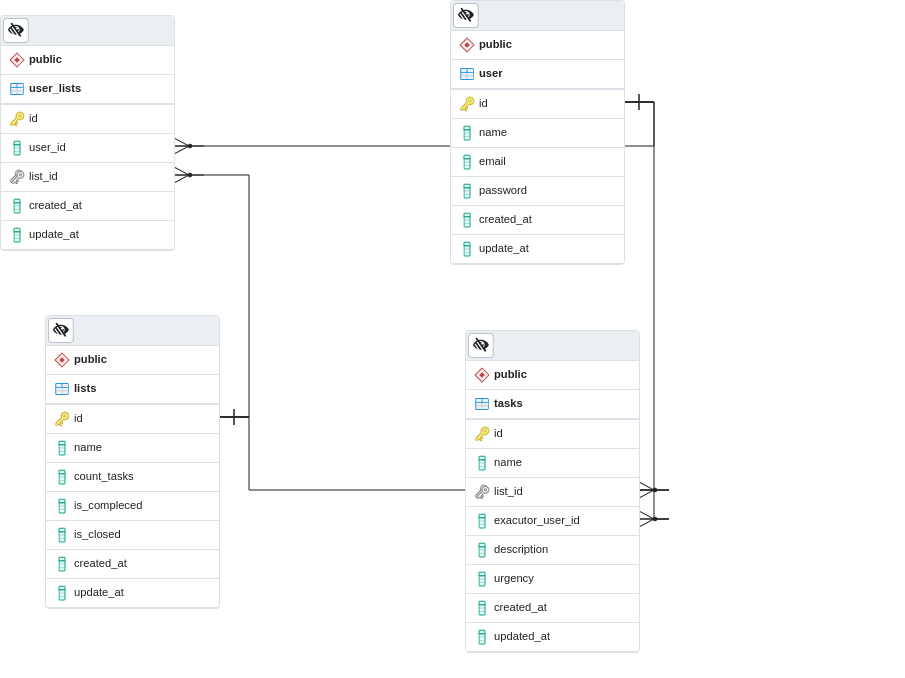 public
user_lists
id
user_id
list_id
created_at
update_at
public
user
id
name
email
password
created_at
update_at
public
lists
id
name
count_tasks
is_compleced
is_closed
created_at
update_at
public
tasks
id
name
list_id
exacutor_user_id
description
urgency
created_at
updated_at